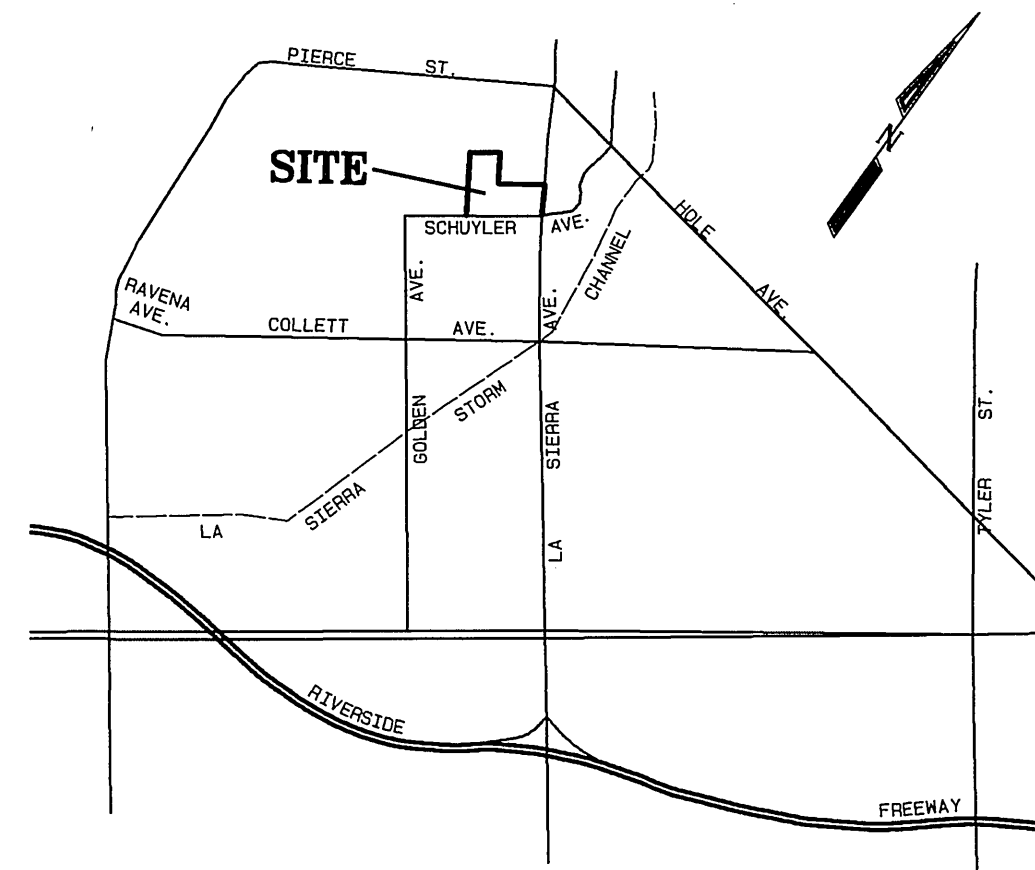 PIERCE ST.
SITE
N
SCHUYLER AVE.
HOLE AVE.
CHANNEL
RAVENA
AVE.
COLLETT AVE.
GOLDEN AVE.
LA SIERRA AVE.
LA SIERRA STORM
TYLER ST.
RIVERSIDE FREEWAY